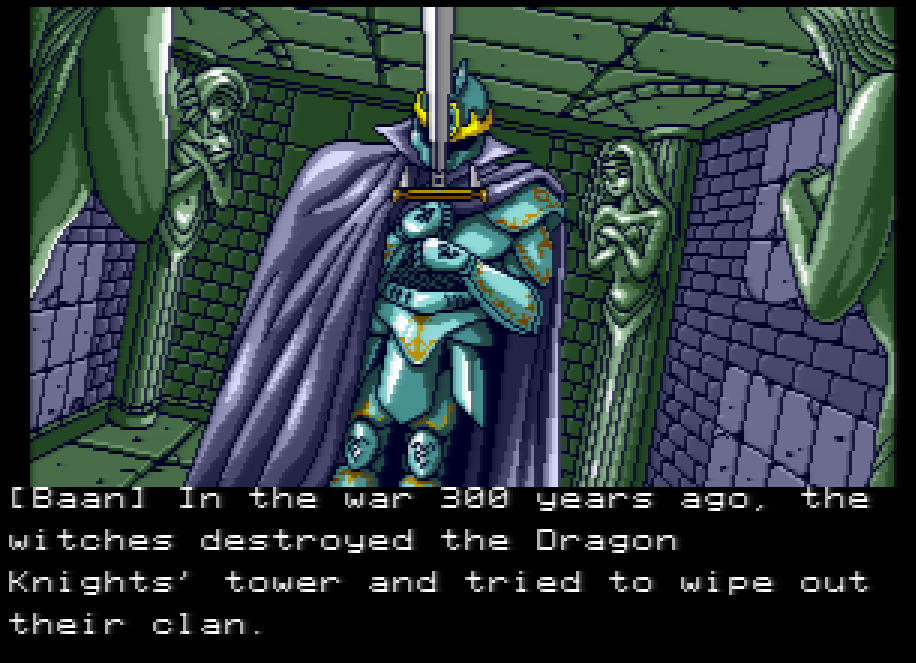 [Baan] In the war 300 years ago, the
witches destroyed the Dragon
Knights' tower and tried to wipe out
their clan.